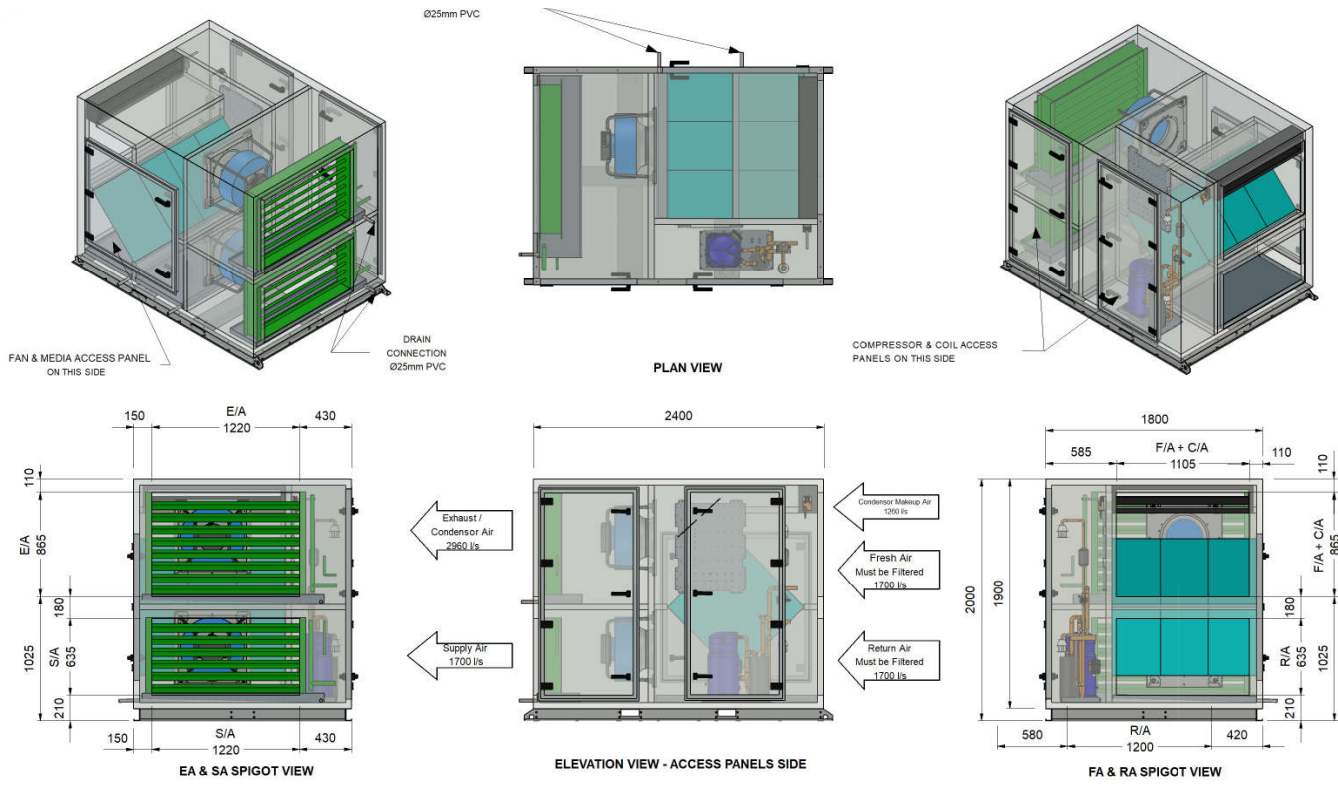 Ø25mm PVC
FAN & MEDIA ACCESS PANEL
ON THIS SIDE
DRAIN
CONNECTION
Ø25mm PVC
PLAN VIEW
COMPRESSOR & COIL ACCESS
PANELS ON THIS SIDE
150
E/A
1220
430
110
E/A
865
180
1025
S/A
635
210
150
S/A
1220
430
EA & SA SPIGOT VIEW
Exhaust /
Condensor Air
2960 l/s
Supply Air
1700 l/s
2400
Condensor Makeup Air
1260 l/s
Fresh Air
Must be Filtered
1700 l/s
Return Air
Must be Filtered
1700 l/s
ELEVATION VIEW - ACCESS PANELS SIDE
1800
585
F/A + C/A
1105
110
110
F/A + C/A
865
2000
1900
180
R/A
635
1025
210
580
R/A
1200
420
FA & RA SPIGOT VIEW